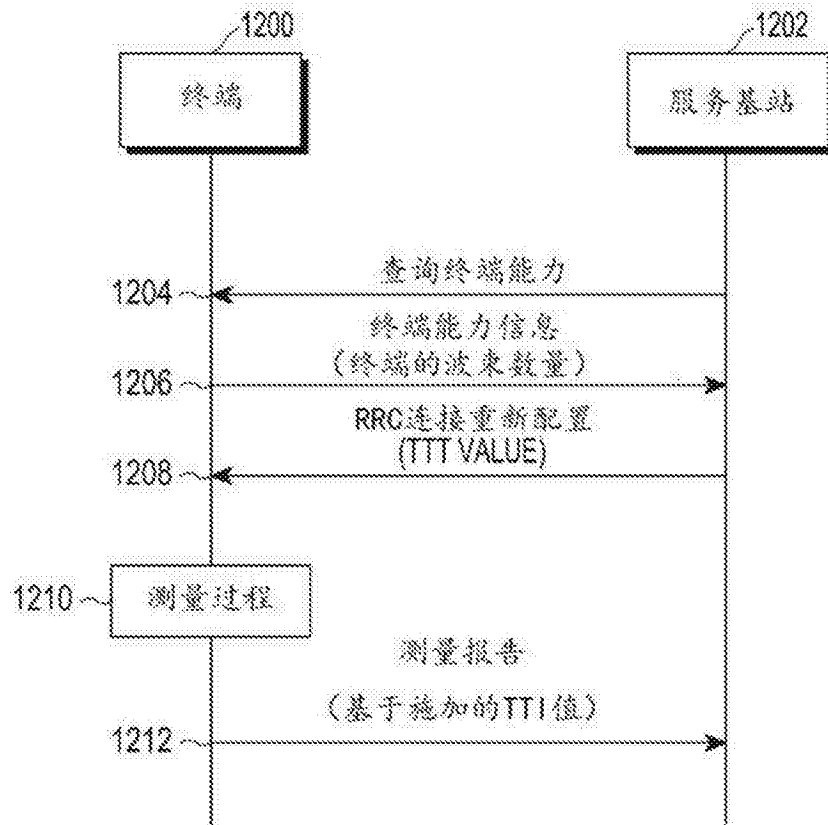 1200
1202
终端
服务基站
查询终端能力
1204
终端能力信息
(终端的波束数量)
1206
RRC连接重新配置
(TTT VALUE)
1208
1210
测量过程
测量报告
(基于施加的TTI值)
1212